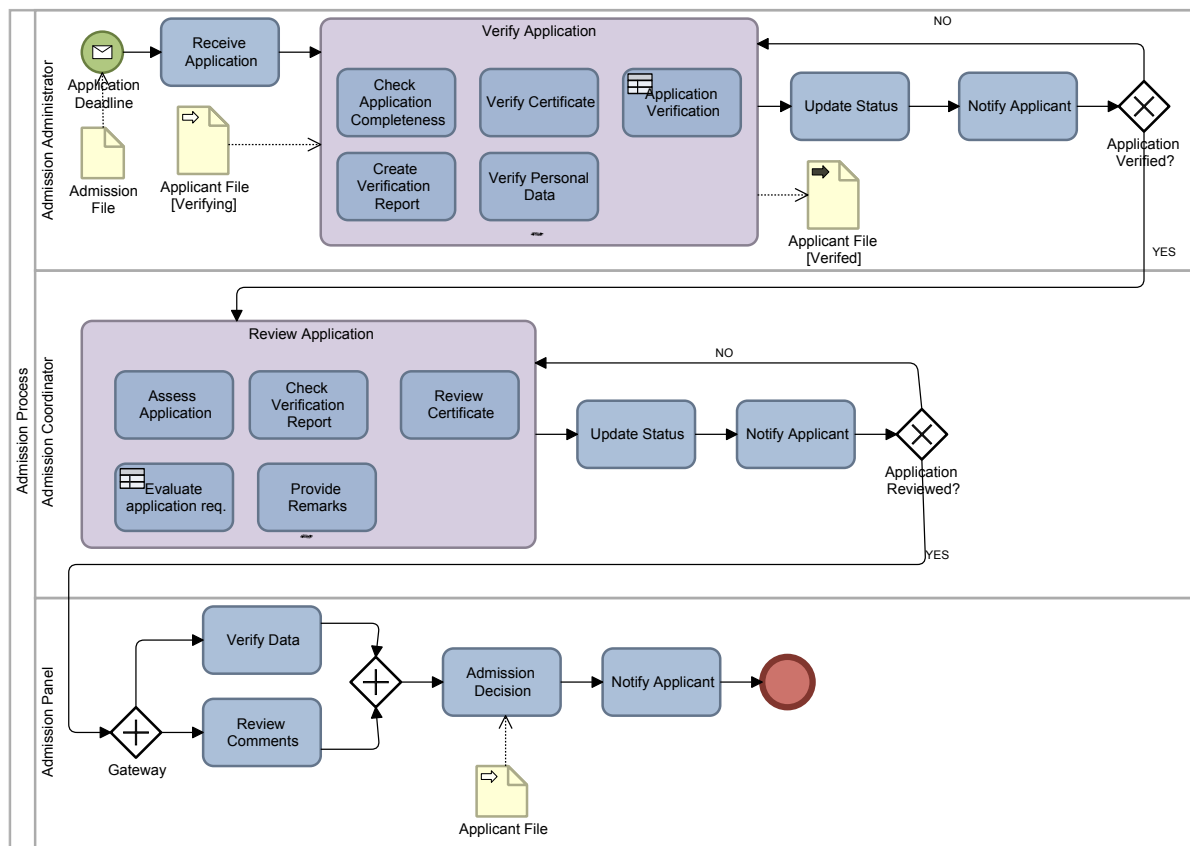 Admission Process
Admission Administrator
Application
Deadline
Admission
File
Receive
Application
Applicant File
[Verifying]
Verify Application
Check
Application
Completeness
Verify Certificate
Application
Verification
Create
Verification
Report
Verify Personal
Data
Update Status
Notify Applicant
Applicant File
[Verifed]
NO
Application
Verified?
YES
Admission Coordinator
Review Application
Assess
Application
Check
Verification
Report
Review
Certificate
Evaluate
application req.
Provide
Remarks
Update Status
Notify Applicant
NO
Application
Reviewed?
YES
Admission Panel
Gateway
Verify Data
Review
Comments
Admission
Decision
Notify Applicant
Applicant File